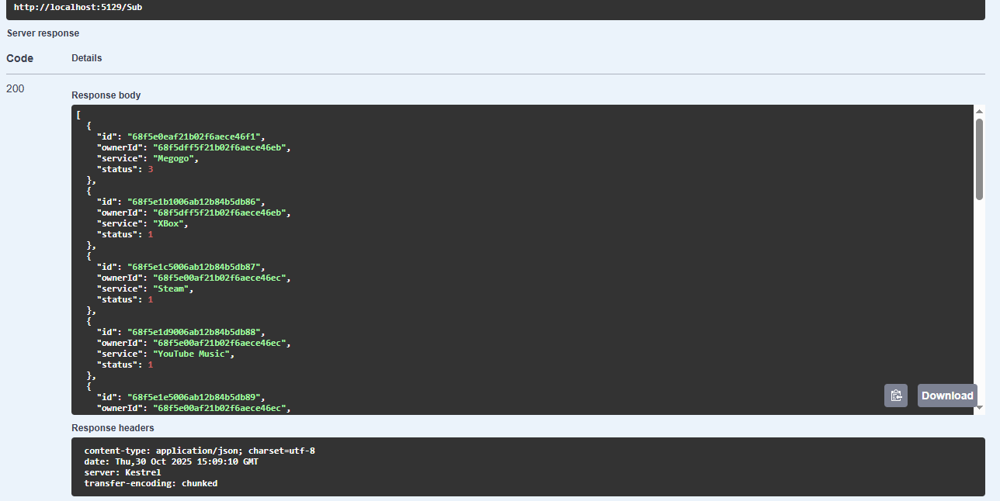 http://localhost:5129/Sub
Server response
Code Details
200
Response body
[
  {
    "id": "68f5e0eaf21b02f6aece46f1",
    "ownerId": "68f5dff5f21b02f6aece46eb",
    "service": "Megogo",
    "status": 3
  },
  {
    "id": "68f5e1b1006ab12b84b5db86",
    "ownerId": "68f5dff5f21b02f6aece46eb",
    "service": "XBox",
    "status": 1
  },
  {
    "id": "68f5e1c5006ab12b84b5db87",
    "ownerId": "68f5e00af21b02f6aece46ec",
    "service": "Steam",
    "status": 1
  },
  {
    "id": "68f5e1d9006ab12b84b5db88",
    "ownerId": "68f5e00af21b02f6aece46ec",
    "service": "YouTube Music",
    "status": 1
  },
  {
    "id": "68f5e1e5006ab12b84b5db89",
    "ownerId": "68f5e00af21b02f6aece46ec",
Download
Response headers
content-type: application/json; charset=utf-8
date: Thu,30 Oct 2025 15:09:10 GMT
server: Kestrel
transfer-encoding: chunked